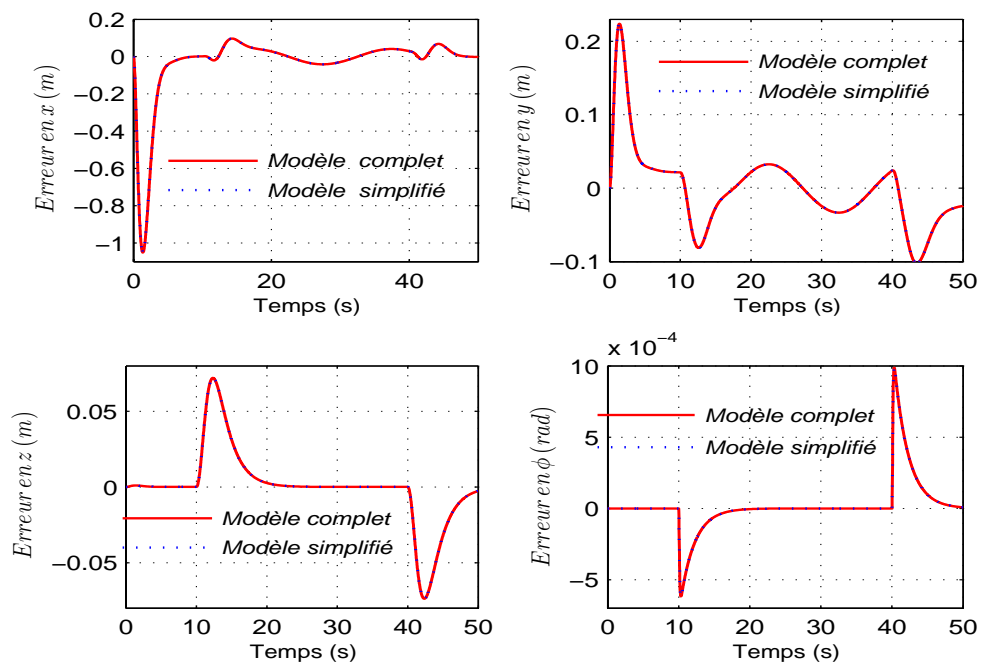 0.2
0
−0.2
−0.4
−0.6
−0.8
−1
Erreur en x (m)
Modèle complet
Modèle simplifié
0 20 40
Temps (s)
0.2
0.1
0
−0.1
Erreur en y (m)
Modèle complet
Modèle simplifié
0 10 20 30 40 50
Temps (s)
0.05
0
−0.05
Erreur en z (m)
Modèle complet
Modèle simplifié
0 10 20 30 40 50
Temps (s)
x 10−4
10
5
0
−5
Erreur en ϕ (rad)
Modèle complet
Modèle simplifié
0 10 20 30 40 50
Temps (s)